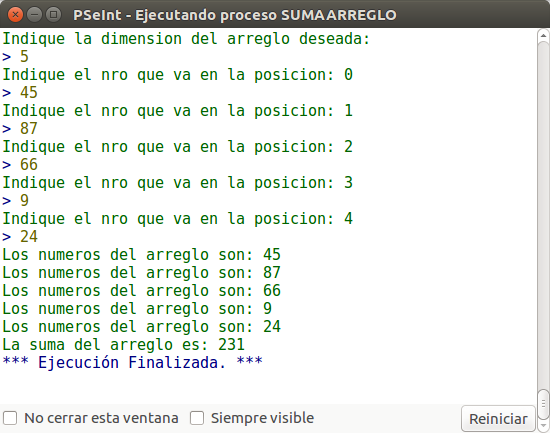 PSeInt - Ejecutando proceso SUMAARREGLO
Indique la dimension del arreglo deseada:
> 5
Indique el nro que va en la posicion: 0
> 45
Indique el nro que va en la posicion: 1
> 87
Indique el nro que va en la posicion: 2
> 66
Indique el nro que va en la posicion: 3
> 9
Indique el nro que va en la posicion: 4
> 24
Los numeros del arreglo son: 45
Los numeros del arreglo son: 87
Los numeros del arreglo son: 66
Los numeros del arreglo son: 9
Los numeros del arreglo son: 24
La suma del arreglo es: 231
*** Ejecución Finalizada. ***
No cerrar esta ventana Siempre visible Reiniciar